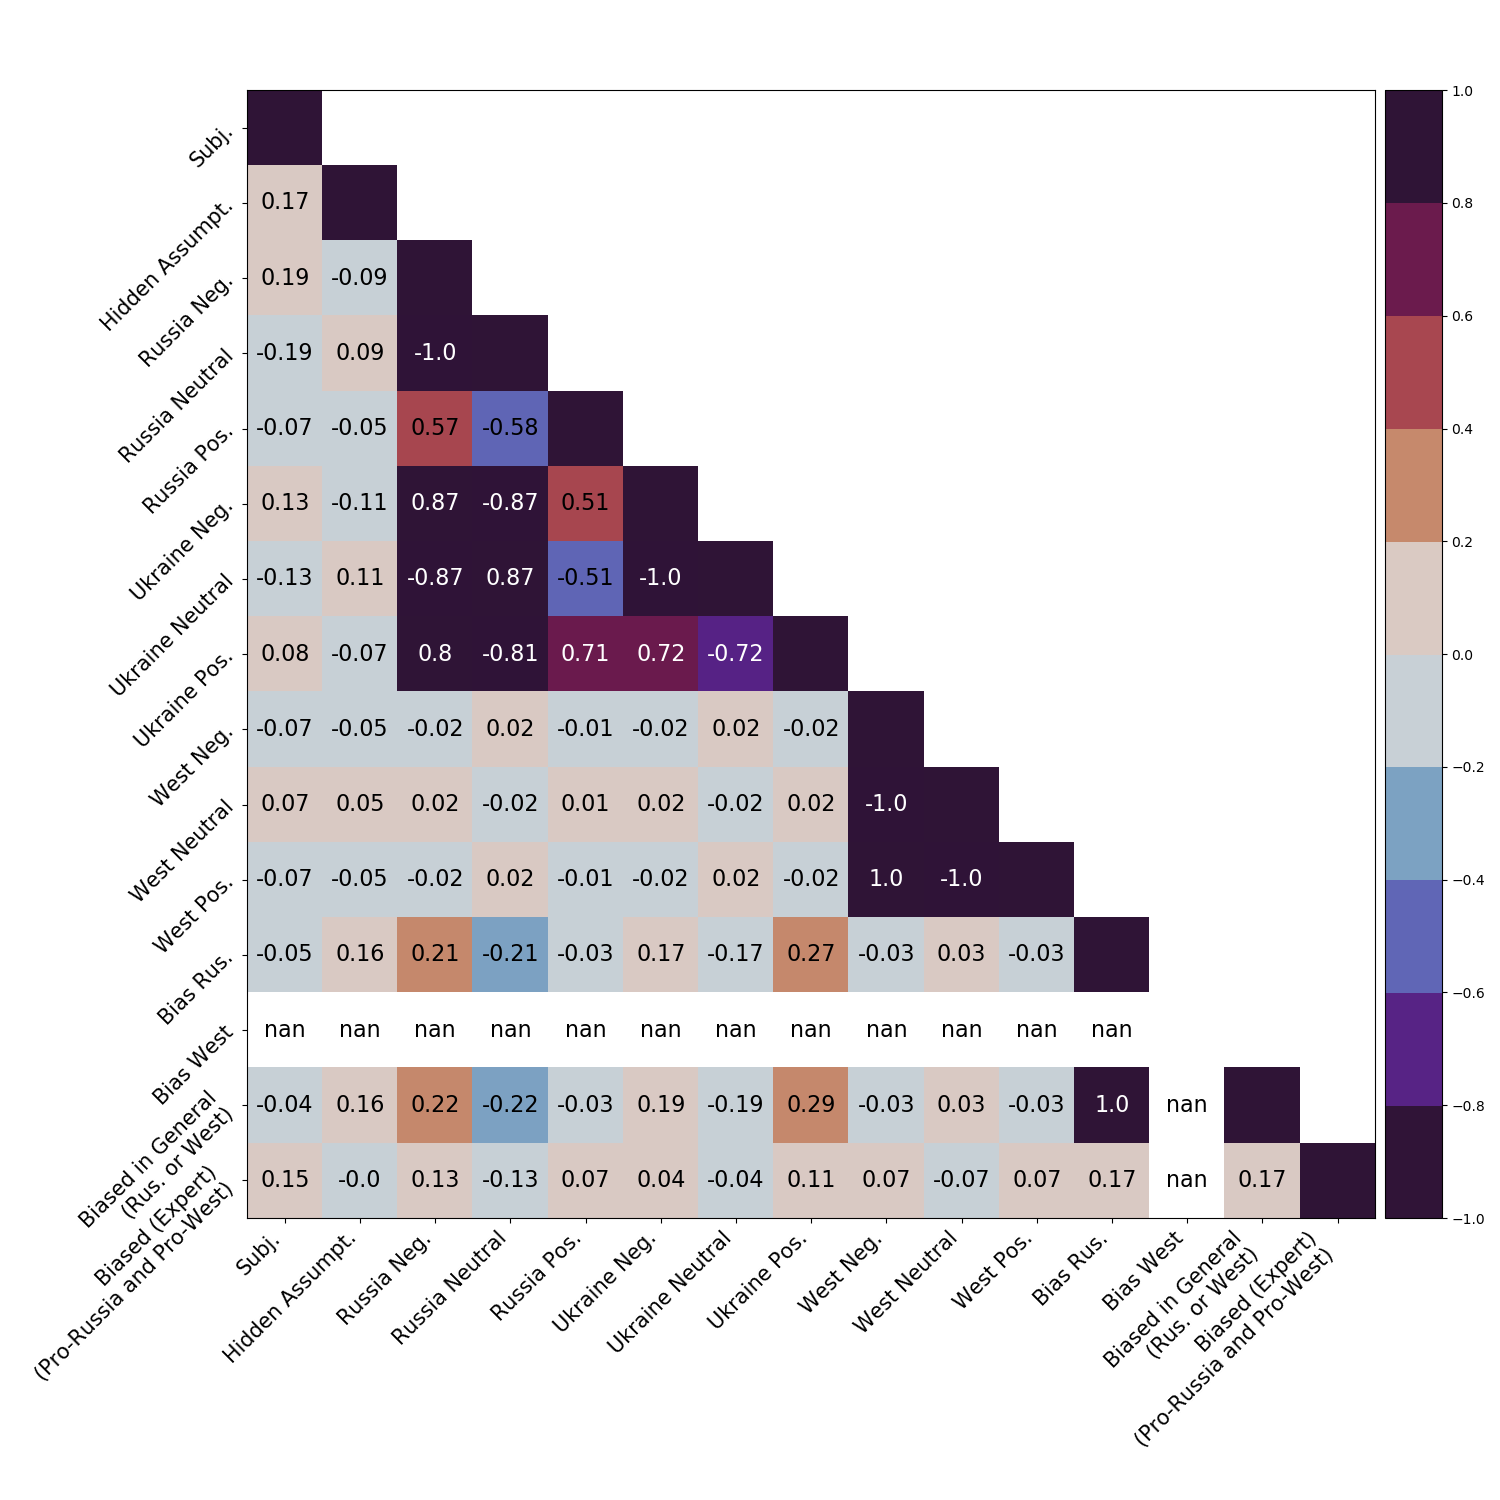 Subj.
Hidden Assumpt. 0.17
Russia Neg. 0.19 -0.09
Russia Neutral -0.19 0.09 -1.0
Russia Pos. -0.07 -0.05 0.57 -0.58
Ukraine Neg. 0.13 -0.11 0.87 -0.87 0.51
Ukraine Neutral -0.13 0.11 -0.87 0.87 -0.51 -1.0
Ukraine Pos. 0.08 -0.07 0.8 -0.81 0.71 0.72 -0.72
West Neg. -0.07 -0.05 -0.02 0.02 -0.01 -0.02 0.02 -0.02
West Neutral 0.07 0.05 0.02 -0.02 0.01 0.02 -0.02 0.02 -1.0
West Pos. -0.07 -0.05 -0.02 0.02 -0.01 -0.02 0.02 -0.02 1.0 -1.0
Bias Rus. -0.05 0.16 0.21 -0.21 -0.03 0.17 -0.17 0.27 -0.03 0.03 -0.03
Bias West nan nan nan nan nan nan nan nan nan nan nan nan
Biased in General
(Rus. or West) -0.04 0.16 0.22 -0.22 -0.03 0.19 -0.19 0.29 -0.03 0.03 -0.03 1.0 nan
Biased (Expert)
(Pro-Russia and Pro-West) 0.15 -0.0 0.13 -0.13 0.07 0.04 -0.04 0.11 0.07 -0.07 0.07 0.17 nan 0.17
Subj.
Hidden Assumpt.
Russia Neg.
Russia Neutral
Russia Pos.
Ukraine Neg.
Ukraine Neutral
Ukraine Pos.
West Neg.
West Neutral
West Pos.
Bias Rus.
Bias West
Biased in General
(Rus. or West)
Biased (Expert)
(Pro-Russia and Pro-West)
1.0
0.8
0.6
0.4
0.2
0.0
−0.2
−0.4
−0.6
−0.8
−1.0